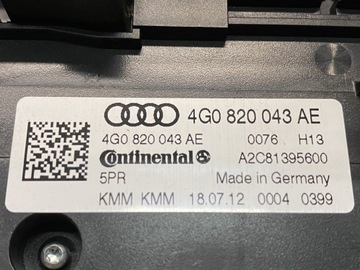 4G0 820 043 AE
4G0 820 043 AE 0076 H13
Continental A2C81395600
5PR Made in Germany
KMM KMM 18.07.12 0004 0399